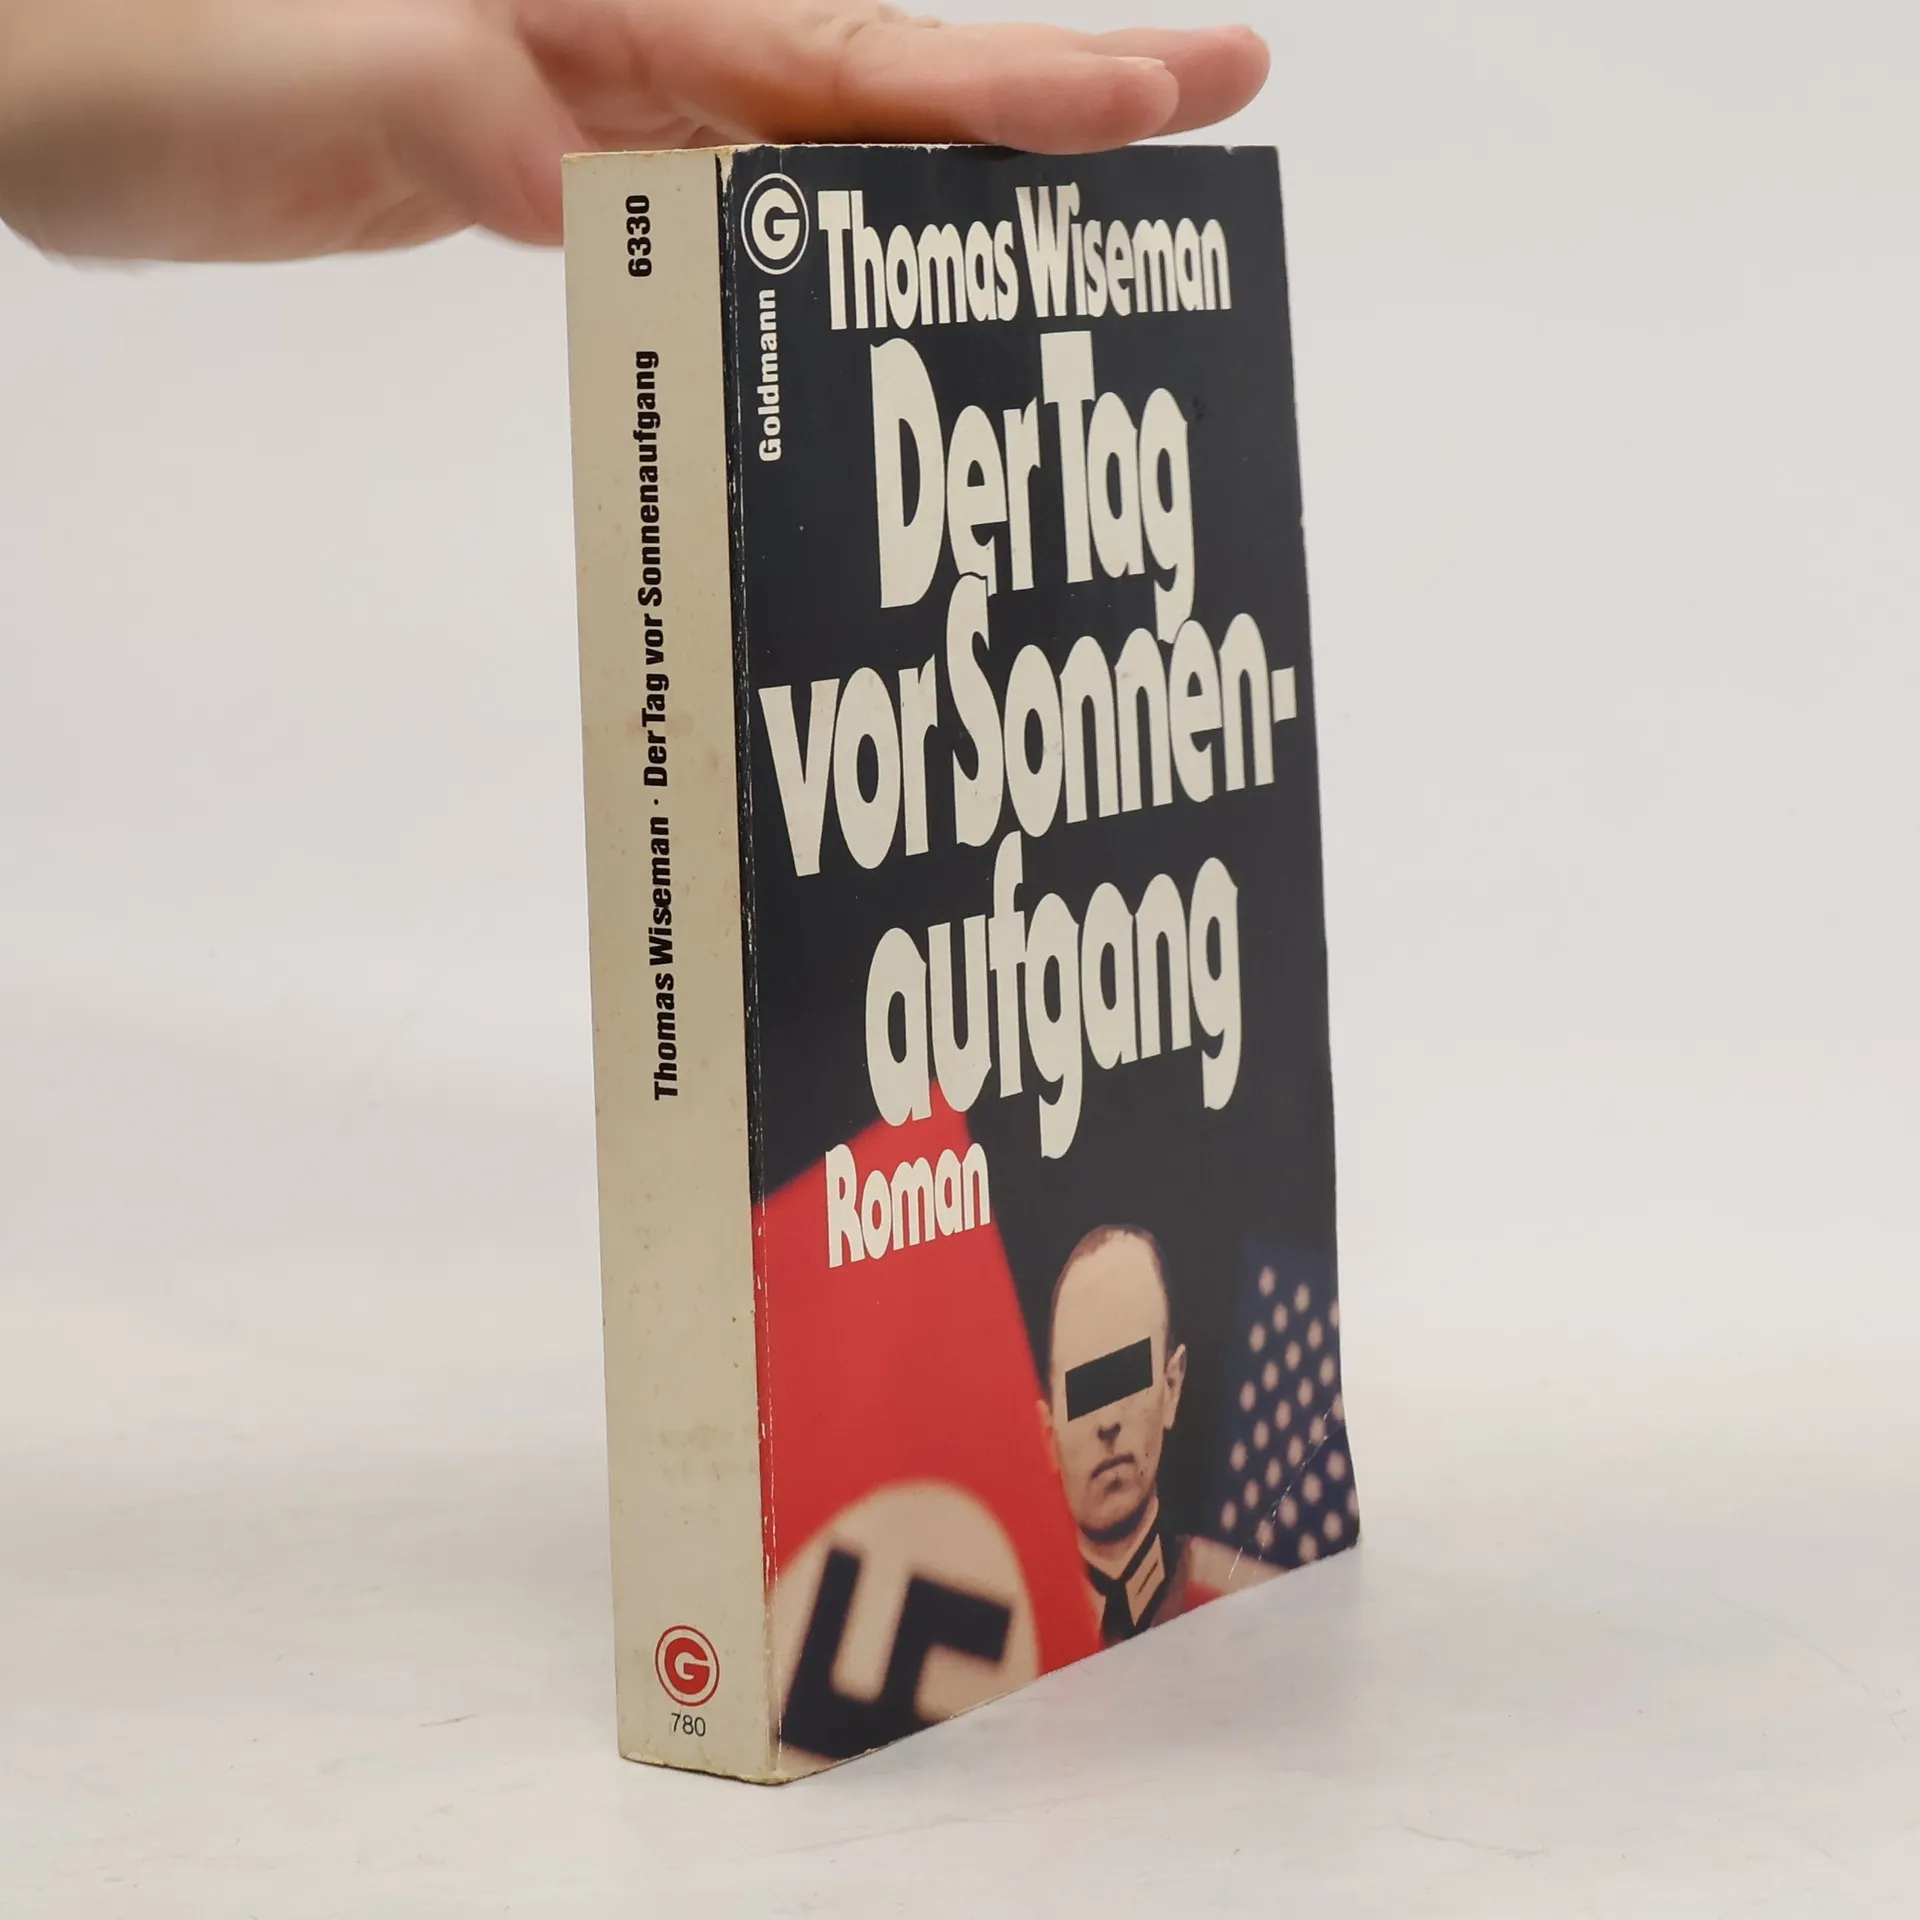 6330
Thomas Wiseman · Der Tag vor Sonnenaufgang
G
780
G
Goldmann
Thomas Wiseman
Der Tag
vor Sonnen-
aufgang
Roman